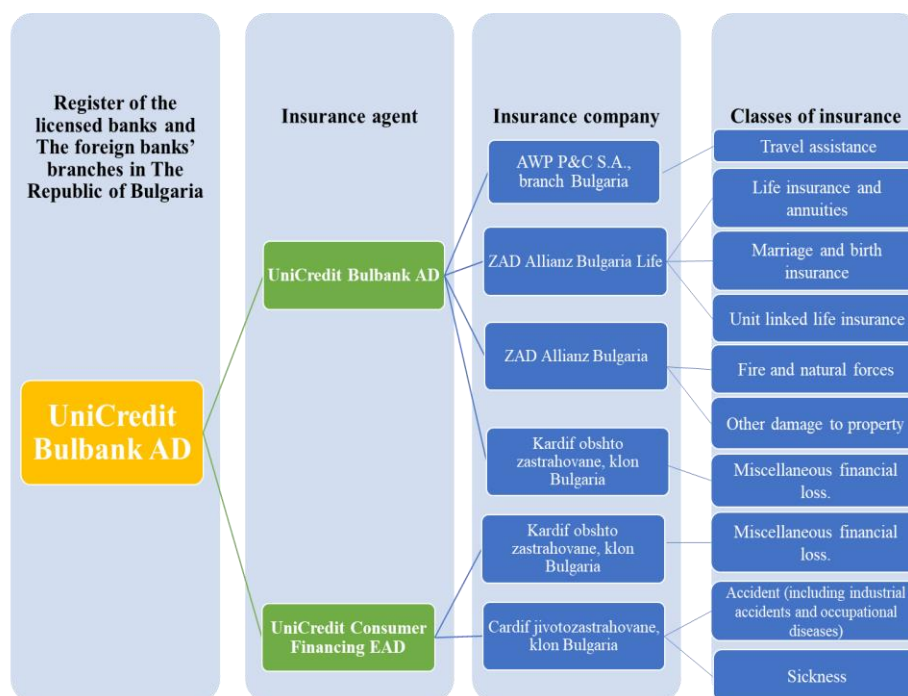 Register of the
licensed banks and
The foreign banks'
branches in The
Republic of Bulgaria
UniCredit
Bulbank AD
Insurance agent
UniCredit Bulbank AD
UniCredit Consumer
Financing EAD
Insurance company
AWP P&C S.A.,
branch Bulgaria
ZAD Allianz Bulgaria Life
ZAD Allianz Bulgaria
Kardif obshto
zastrahovane, klon
Bulgaria
Kardif obshto
zastrahovane, klon
Bulgaria
Cardif jivotozastrahovane,
klon Bulgaria
Classes of insurance
Travel assistance
Life insurance and
annuities
Marriage and birth
insurance
Unit linked life insurance
Fire and natural forces
Other damage to property
Miscellaneous financial
loss.
Miscellaneous financial
loss.
Accident (including industrial
accidents and occupational
diseases)
Sickness